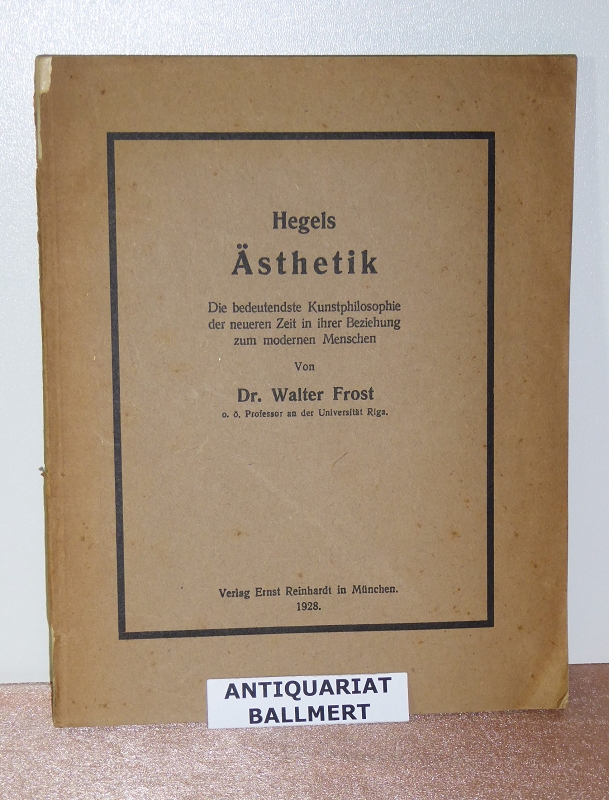 Hegels
Ästhetik
Die bedeutendste Kunstphilosophie
der neueren Zeit in ihrer Beziehung
zum modernen Menschen
Von
Dr. Walter Frost
o. ö. Professor an der Universität Riga.
Verlag Ernst Reinhardt in München.
1928.
ANTIQUARIAT
BALLMERT